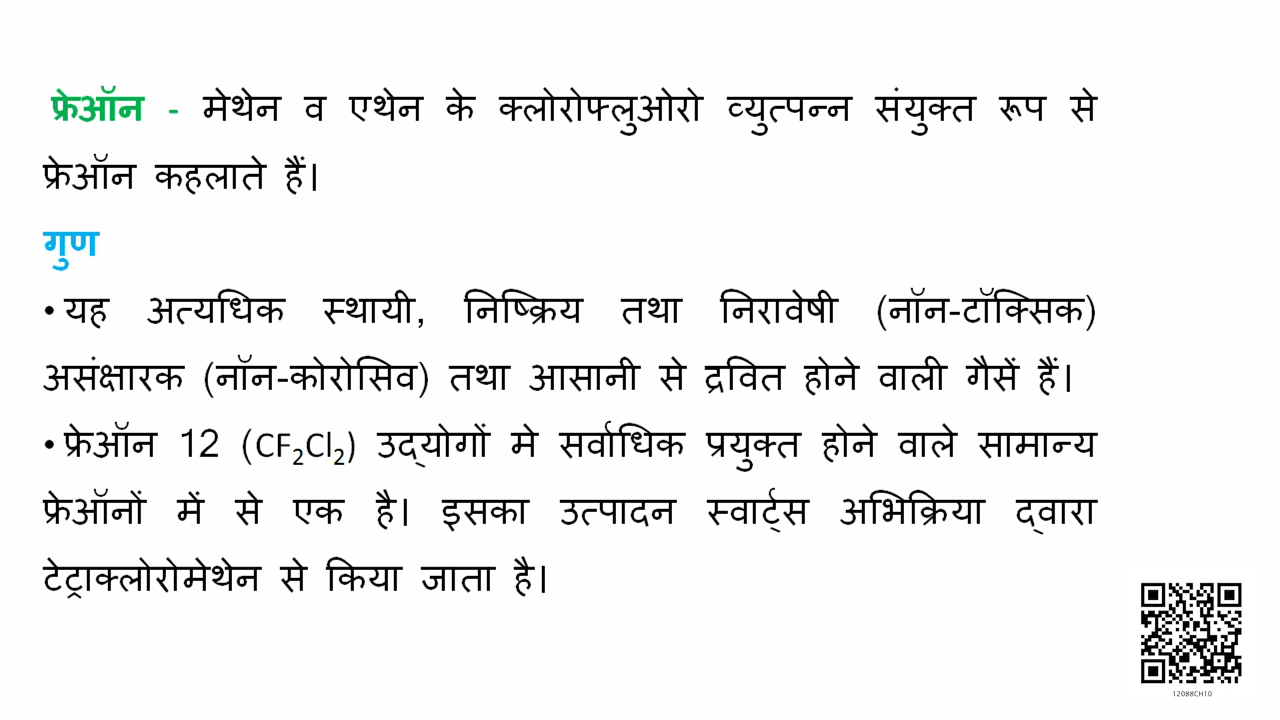 फ्रेऑन - मेथेन व एथेन के क्लोरोफ्लुओरो व्युत्पन्न संयुक्त रूप से
फ्रेऑन कहलाते हैं।
गुण
• यह अत्यधिक स्थायी, निष्क्रिय तथा निरावेषी (नॉन-टॉक्सिक)
असंक्षारक (नॉन-कोरोसिव) तथा आसानी से द्रवित होने वाली गैसें हैं।
• फ्रेऑन 12 (CF₂Cl₂) उद्‌योगों मे सर्वाधिक प्रयुक्त होने वाले सामान्य
फ्रेऑनों में से एक है। इसका उत्पादन स्वार्ट्स अभिक्रिया द्‌वारा
टेट्राक्लोरोमेथेन से किया जाता है।
12088CH10